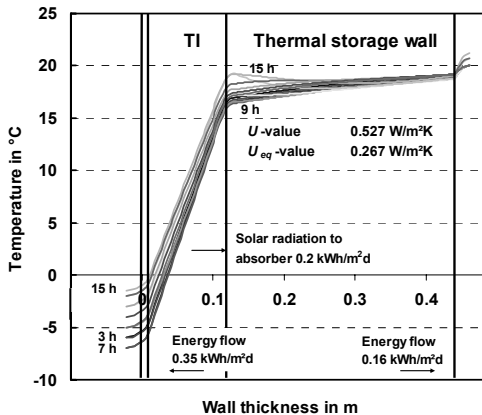 TI
Thermal storage wall
25
20
15
10
5
0
-5
-10
Temperature in °C
15 h
9 h
U -value 0.527 W/m²K
U eq -value 0.267 W/m²K
Solar radiation to
absorber 0.2 kWh/m²d
15 h
3 h
7 h
0
0.1
0.2
0.3
0.4
Energy flow
0.35 kWh/m²d
Energy flow
0.16 kWh/m²d
Wall thickness in m